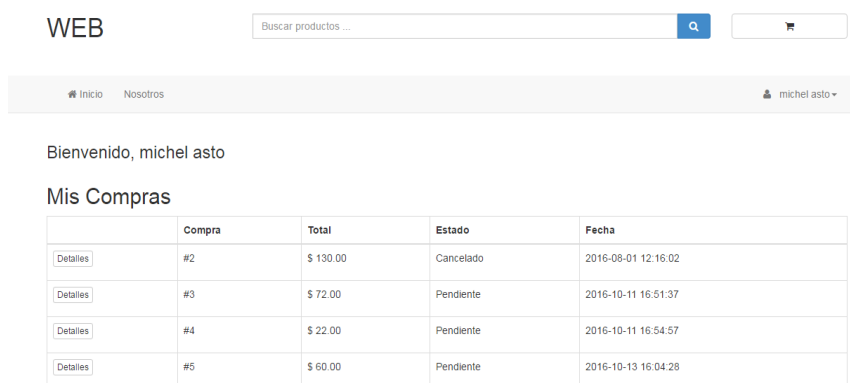 WEB
Buscar productos ...
Inicio Nosotros michel asto
Bienvenido, michel asto
Mis Compras
Compra Total Estado Fecha
Detalles #2 $ 130.00 Cancelado 2016-08-01 12:16:02
Detalles #3 $ 72.00 Pendiente 2016-10-11 16:51:37
Detalles #4 $ 22.00 Pendiente 2016-10-11 16:54:57
Detalles #5 $ 60.00 Pendiente 2016-10-13 16:04:28